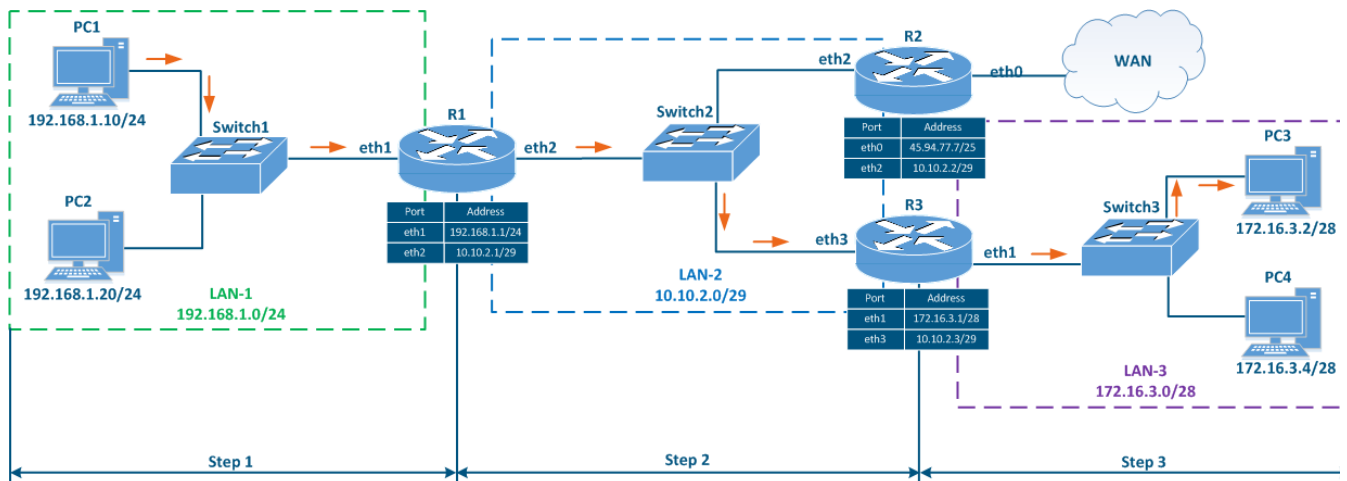 PC1
192.168.1.10/24
Switch1
PC2
192.168.1.20/24
LAN-1
192.168.1.0/24
eth1
R1
eth2
Port Address
eth1 192.168.1.1/24
eth2 10.10.2.1/29
Switch2
LAN-2
10.10.2.0/29
eth2
R2
eth0
WAN
Port Address
eth0 45.94.77.7/25
eth2 10.10.2.2/29
R3
eth3
eth1
Port Address
eth1 172.16.3.1/28
eth3 10.10.2.3/29
Switch3
PC3
172.16.3.2/28
PC4
172.16.3.4/28
LAN-3
172.16.3.0/28
Step 1
Step 2
Step 3